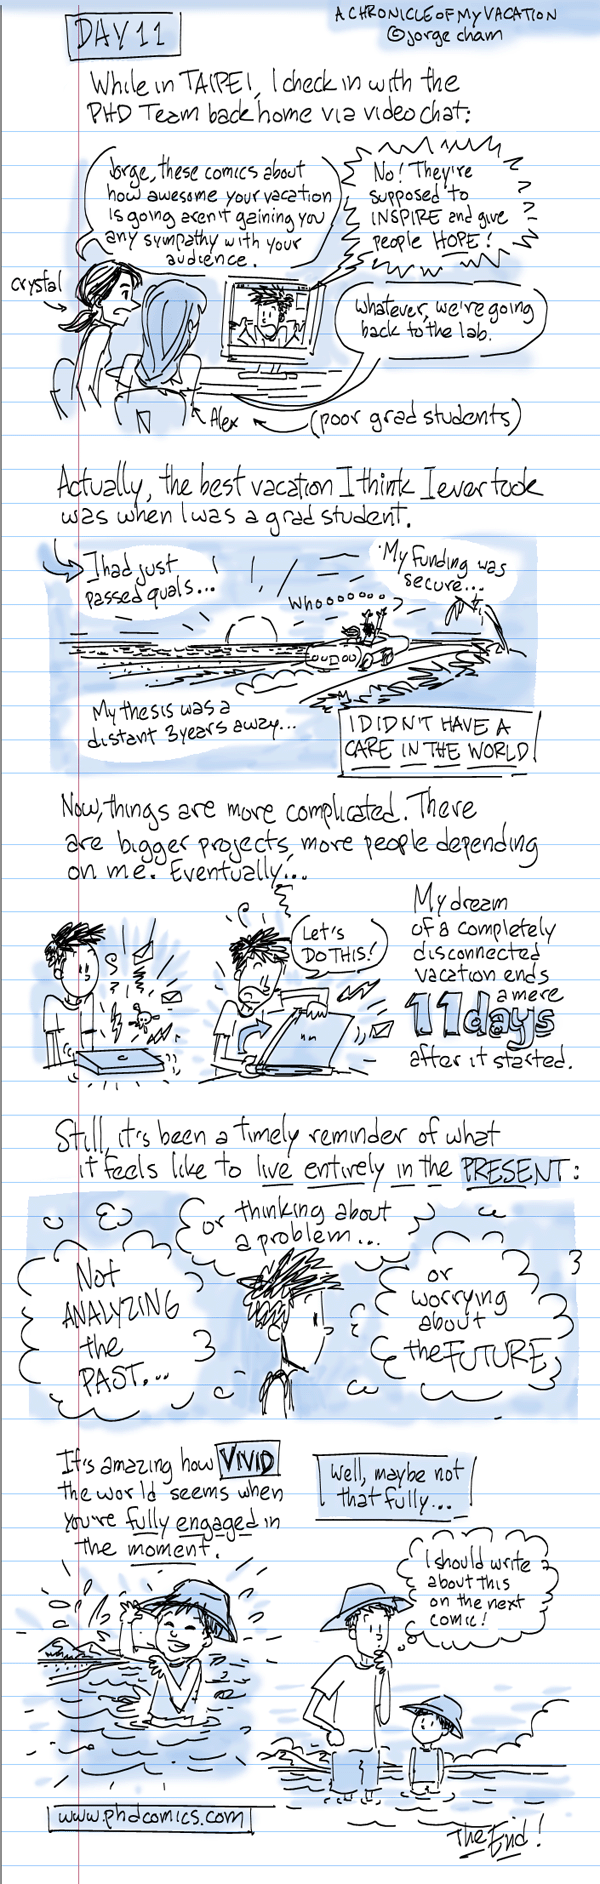 DAY 11
A CHRONICLE OF MY VACATION
© jorge cham
While in TAIPEI, I check in with the
PHD Team back home via video chat:
Jorge, these comics about
how awesome your vacation
is going aren't gaining you
any sympathy with your
audience.
No! They're
supposed to
INSPIRE and give
people HOPE!
Crystal
Whatever, we're going
back to the lab.
Alex
(poor grad students)
Actually, the best vacation I think I ever took
was when I was a grad student.
I had just
passed quals...
My funding was
secure...
Whooooooo
My thesis was a
distant 3 years away...
I DIDN'T HAVE A
CARE IN THE WORLD!
Now, things are more complicated. There
are bigger projects, more people depending
on me. Eventually...
Let's
DO THIS!
My dream
of a completely
disconnected
vacation ends
a mere
11 days
after it started.
Still, it's been a timely reminder of what
it feels like to live entirely in the PRESENT:
Not
ANALYZING
the
PAST...
or thinking about
a problem...
or
worrying
about
the FUTURE
It's amazing how VIVID
the world seems when
you're fully engaged in
the moment.
Well, maybe not
that fully...
I should write
about this
on the next
comic!
www.phdcomics.com
The End!